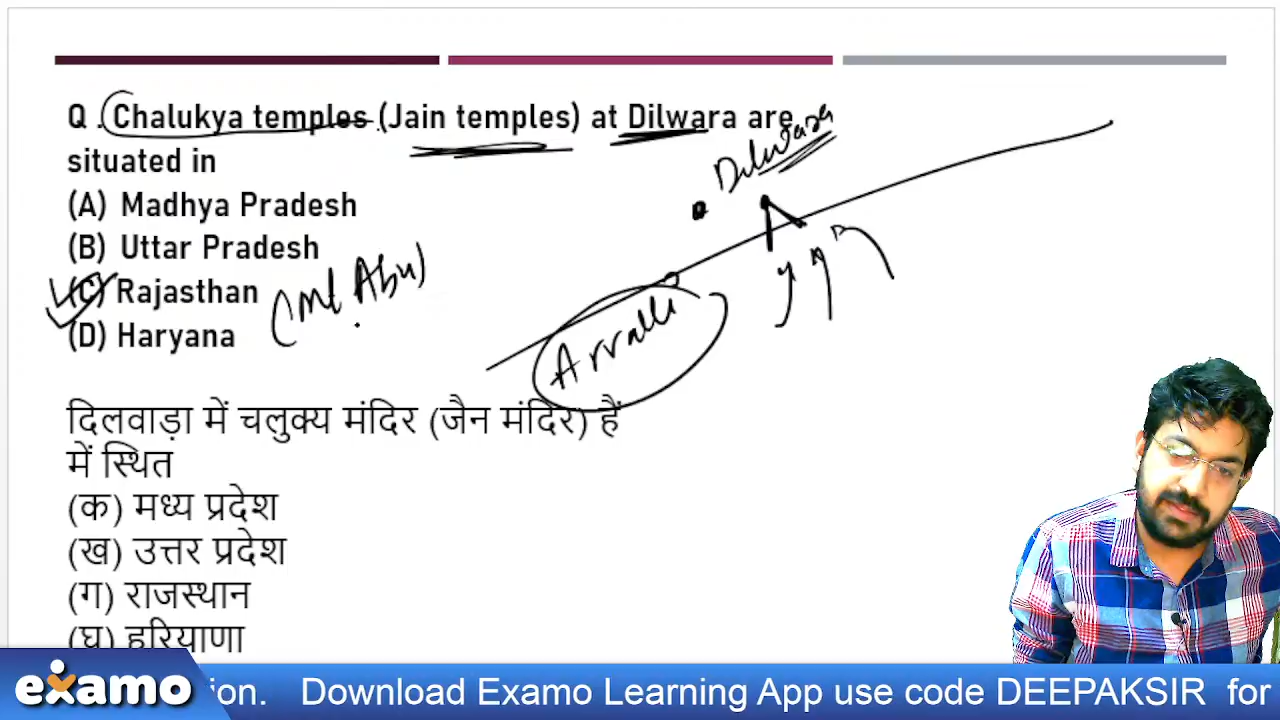 Q . Chalukya temples (Jain temples) at Dilwara are
situated in
(A) Madhya Pradesh
(B) Uttar Pradesh
(C) Rajasthan
(D) Haryana
(mt Abu)
Dilwara
Arvalli
दिलवाड़ा में चलुक्य मंदिर (जैन मंदिर) हैं
में स्थित
(क) मध्य प्रदेश
(ख) उत्तर प्रदेश
(ग) राजस्थान
(घ) हरियाणा
examo
ion. Download Examo Learning App use code DEEPAKSIR for